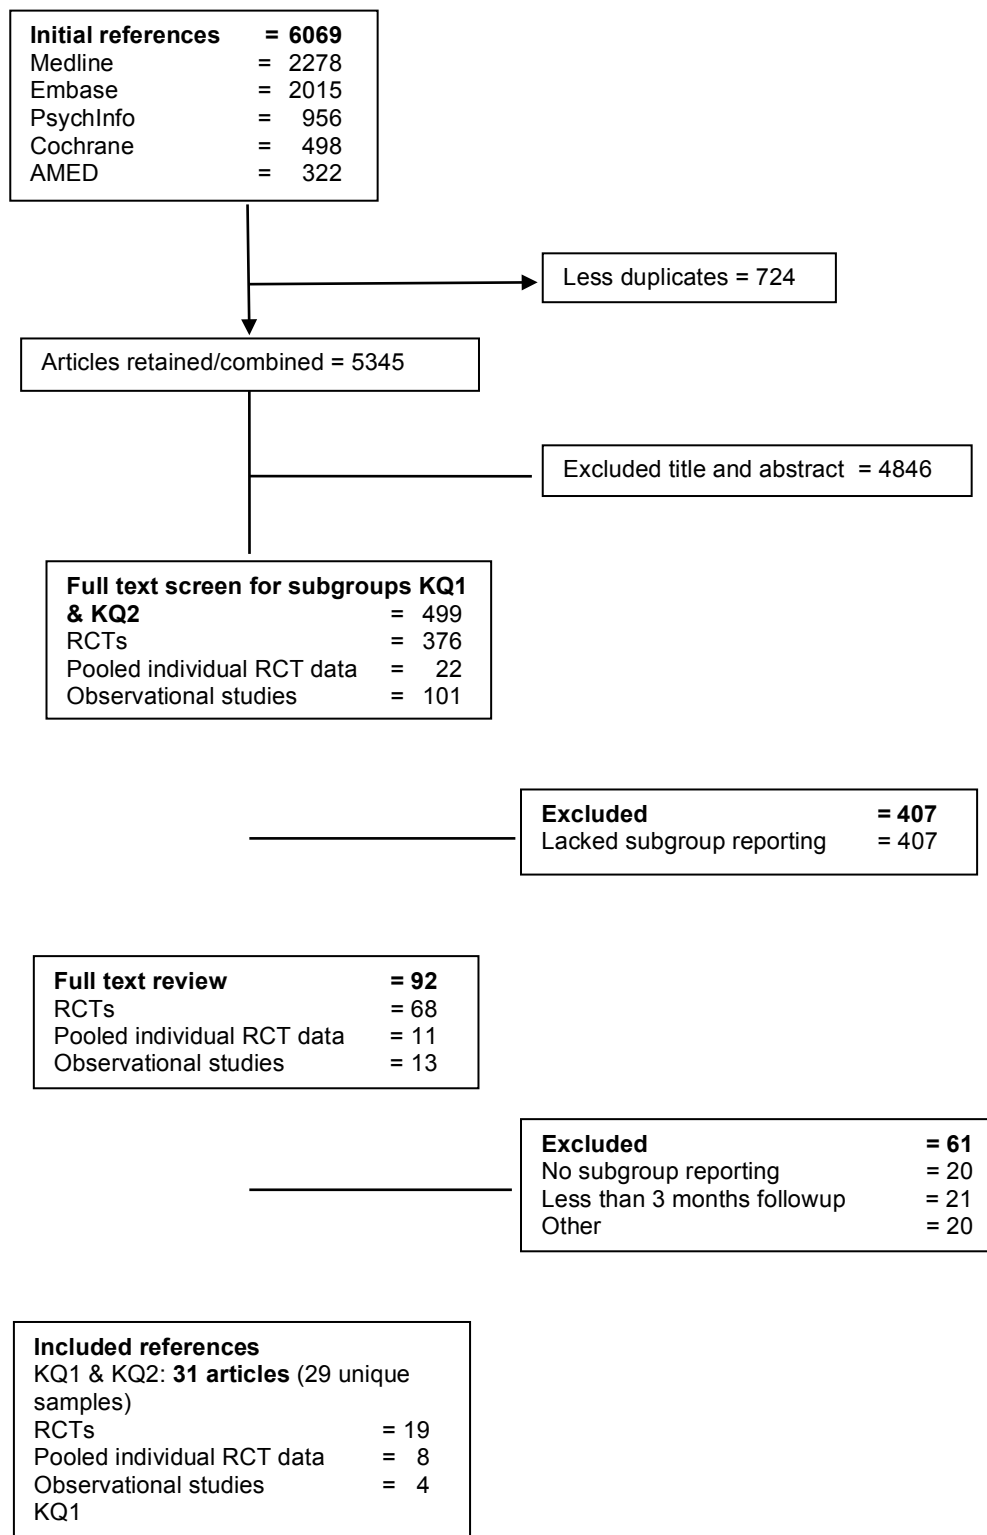 Initial references = 6069
Medline = 2278
Embase = 2015
PsychInfo = 956
Cochrane = 498
AMED = 322
Less duplicates = 724
Articles retained/combined = 5345
Excluded title and abstract = 4846
Full text screen for subgroups KQ1
& KQ2 = 499
RCTs = 376
Pooled individual RCT data = 22
Observational studies = 101
Excluded = 407
Lacked subgroup reporting = 407
Full text review = 92
RCTs = 68
Pooled individual RCT data = 11
Observational studies = 13
Excluded = 61
No subgroup reporting = 20
Less than 3 months followup = 21
Other = 20
Included references
KQ1 & KQ2: 31 articles (29 unique
samples)
RCTs = 19
Pooled individual RCT data = 8
Observational studies = 4
KQ1